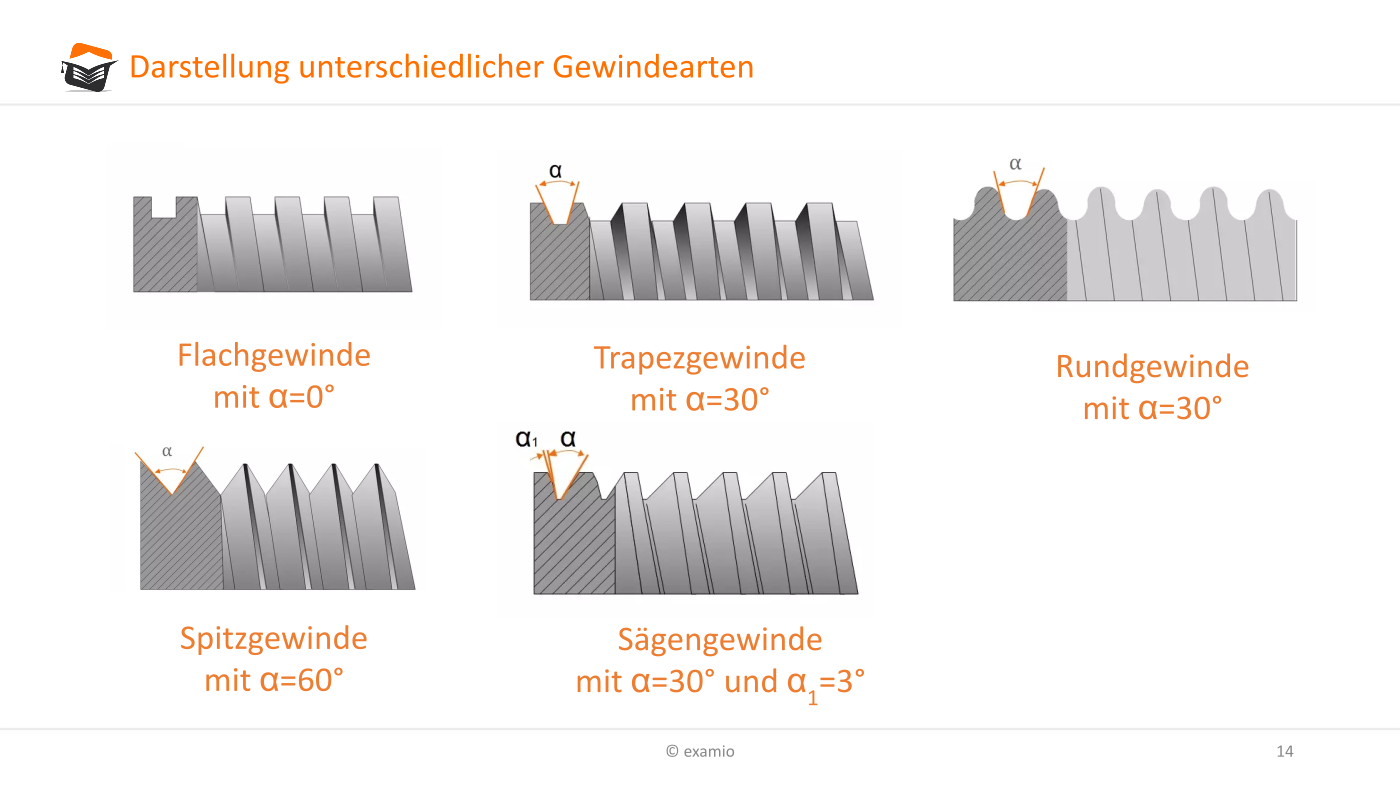 Darstellung unterschiedlicher Gewindearten
α
α
Flachgewinde
mit α=0°
Trapezgewinde
mit α=30°
Rundgewinde
mit α=30°
α
α₁ α
Spitzgewinde
mit α=60°
Sägengewinde
mit α=30° und α₁=3°
© examio
14